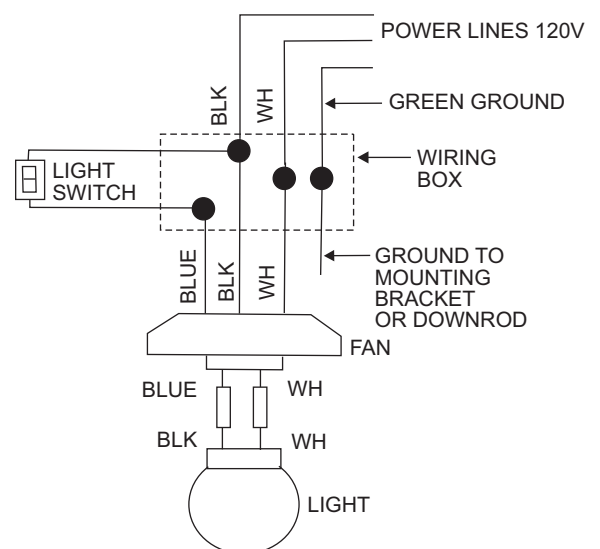 POWER LINES 120V
BLK
WH
GREEN GROUND
WIRING
BOX
LIGHT
SWITCH
BLUE
BLK
WH
GROUND TO
MOUNTING
BRACKET
OR DOWNROD
FAN
BLUE
WH
BLK
WH
LIGHT